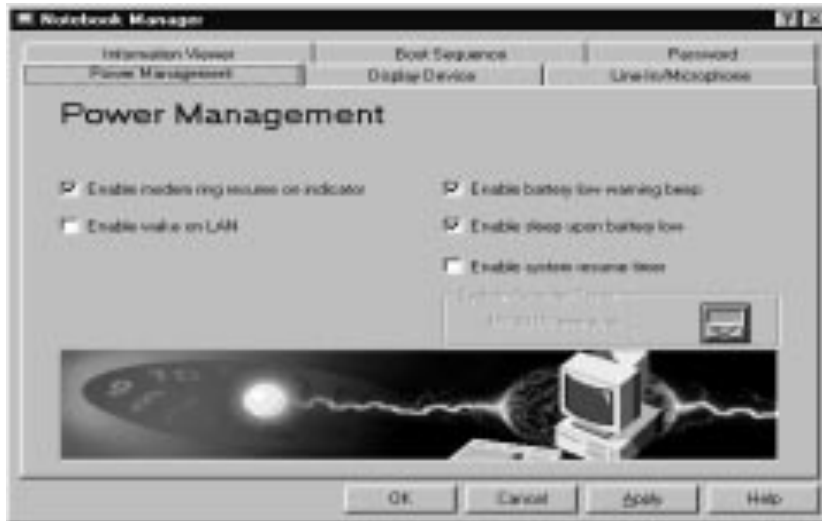 Notebook Manager
Information Viewer
Boot Sequence
Password
Power Management
Display Device
Line In/Microphone
Power Management
Enable modem ring resume on indicator
Enable battery low warning beep
Enable wake on LAN
Enable sleep upon battery low
Enable system resume timer
OK
Cancel
Apply
Help